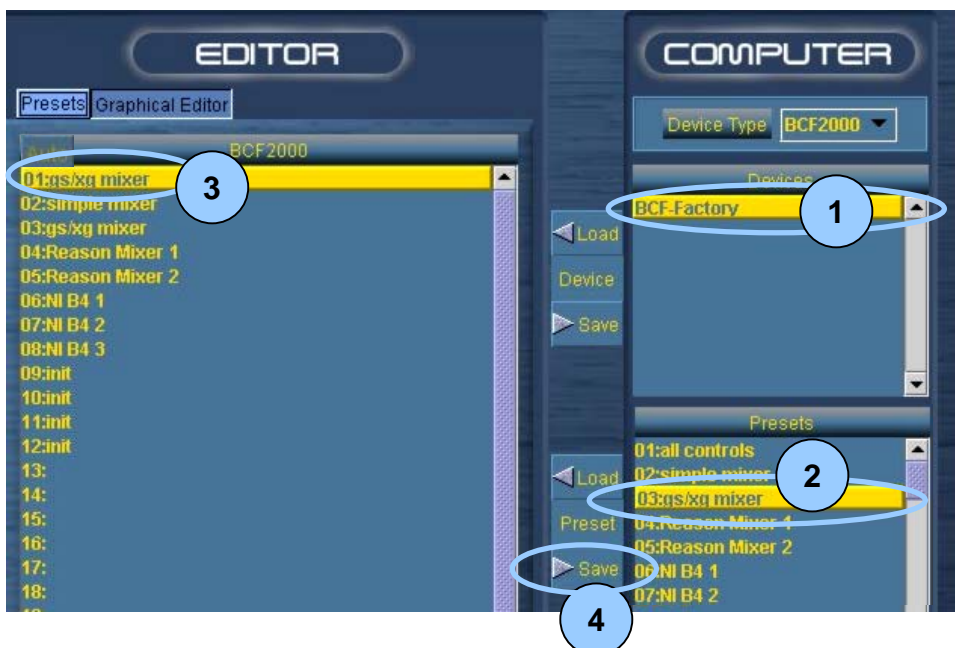 EDITOR
Presets Graphical Editor
Auto BCF2000
01:gs/xg mixer
02:simple mixer
03:gs/xg mixer
04:Reason Mixer 1
05:Reason Mixer 2
06:NI B4 1
07:NI B4 2
08:NI B4 3
09:init
10:init
11:init
12:init
13:
14:
15:
16:
17:
18:
3
Load
Device
Save
Load
Preset
Save
4
COMPUTER
Device Type BCF2000
Devices
BCF-Factory
1
Presets
01:all controls
02:simple mixer
2
03:gs/xg mixer
04:Reason Mixer 1
05:Reason Mixer 2
06:NI B4 1
07:NI B4 2